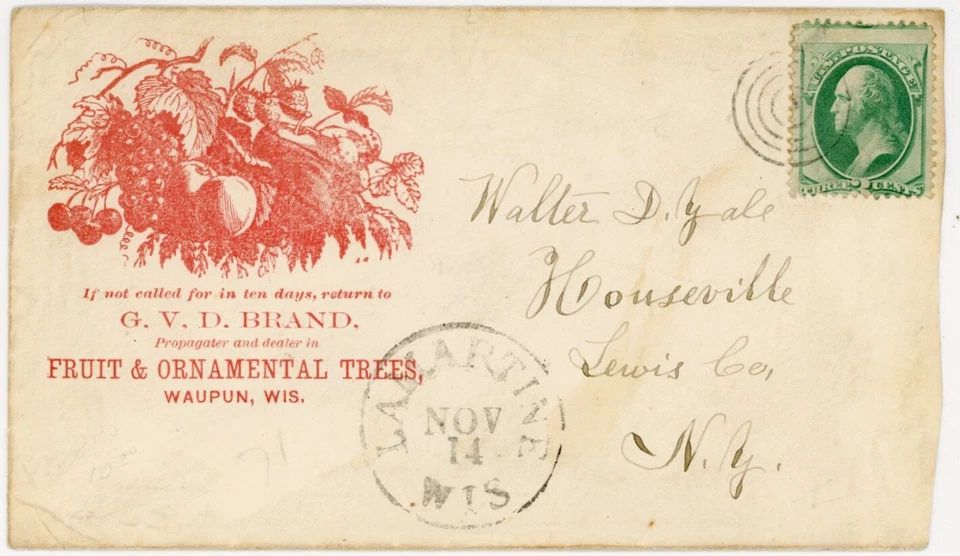 If not called for in ten days, return to
G. V. D. BRAND,
Propagater and dealer in
FRUIT & ORNAMENTAL TREES,
WAUPUN, WIS.
U.S. POSTAGE
THREE CENTS
Walter D. Yale
Houseville
Lewis Co,
N.Y.
LAMARTINE
NOV
14
WIS